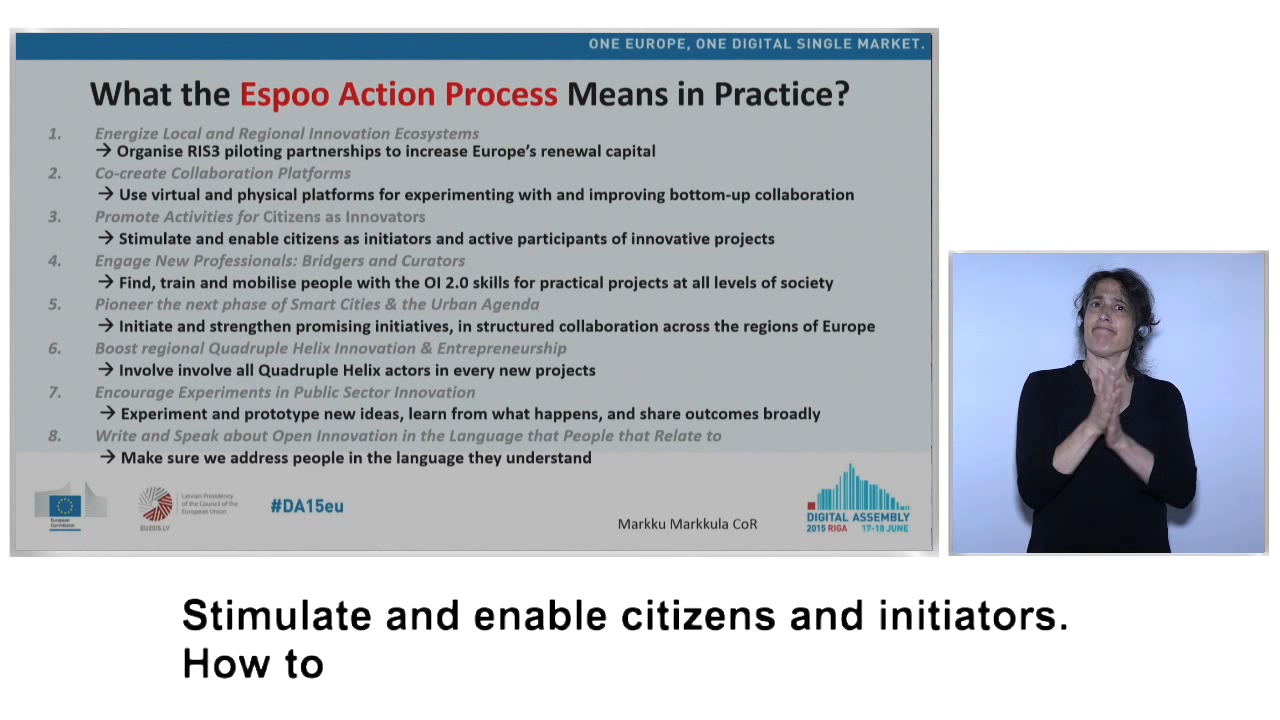 ONE EUROPE, ONE DIGITAL SINGLE MARKET.
What the Espoo Action Process Means in Practice?
1. Energize Local and Regional Innovation Ecosystems
→ Organise RIS3 piloting partnerships to increase Europe's renewal capital
2. Co-create Collaboration Platforms
→ Use virtual and physical platforms for experimenting with and improving bottom-up collaboration
3. Promote Activities for Citizens as Innovators
→ Stimulate and enable citizens as initiators and active participants of innovative projects
4. Engage New Professionals: Bridgers and Curators
→ Find, train and mobilise people with the OI 2.0 skills for practical projects at all levels of society
5. Pioneer the next phase of Smart Cities & the Urban Agenda
→ Initiate and strengthen promising initiatives, in structured collaboration across the regions of Europe
6. Boost regional Quadruple Helix Innovation & Entrepreneurship
→ Involve involve all Quadruple Helix actors in every new projects
7. Encourage Experiments in Public Sector Innovation
→ Experiment and prototype new ideas, learn from what happens, and share outcomes broadly
8. Write and Speak about Open Innovation in the Language that People that Relate to
→ Make sure we address people in the language they understand
European
Commission
EU2015.LV
Latvian Presidency
of the Council of the
European Union
#DA15eu
Markku Markkula CoR
DIGITAL ASSEMBLY
2015 RIGA 17-18 JUNE
Stimulate and enable citizens and initiators.
How to